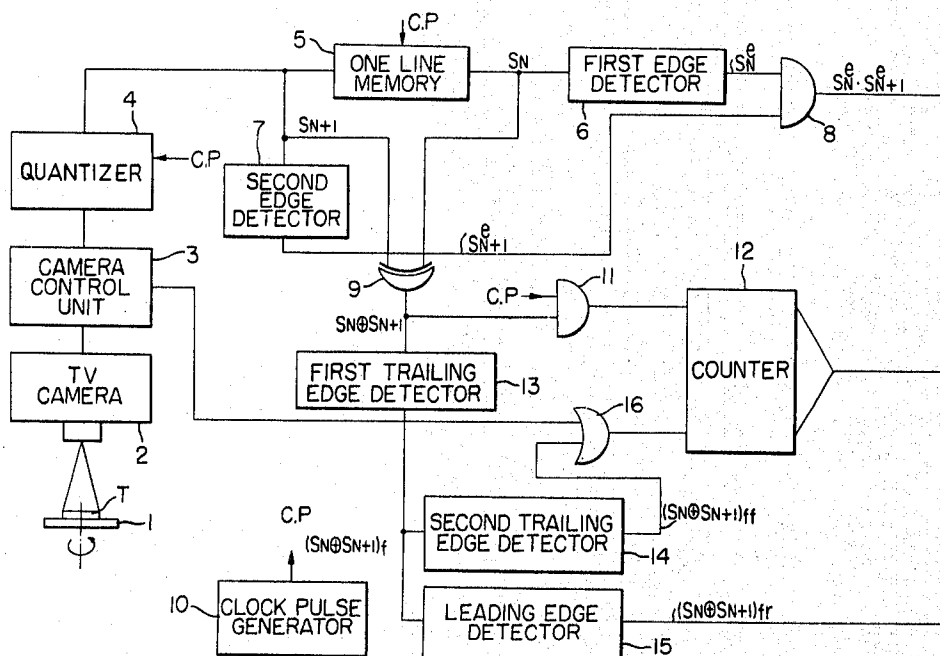 C.P
5
ONE LINE
MEMORY
SN
FIRST EDGE
DETECTOR
6
SN^e
8
SN^e·SN+1^e
4
QUANTIZER
C.P
SN+1
7
SECOND
EDGE
DETECTOR
SN+1^e
3
CAMERA
CONTROL
UNIT
9
SN⊕SN+1
C.P
11
12
COUNTER
FIRST TRAILING
EDGE DETECTOR
13
TV
CAMERA
2
16
T
1
SECOND TRAILING
EDGE DETECTOR
14
(SN⊕SN+1)ff
C.P
(SN⊕SN+1)f
10
CLOCK PULSE
GENERATOR
LEADING EDGE
DETECTOR
15
(SN⊕SN+1)fr